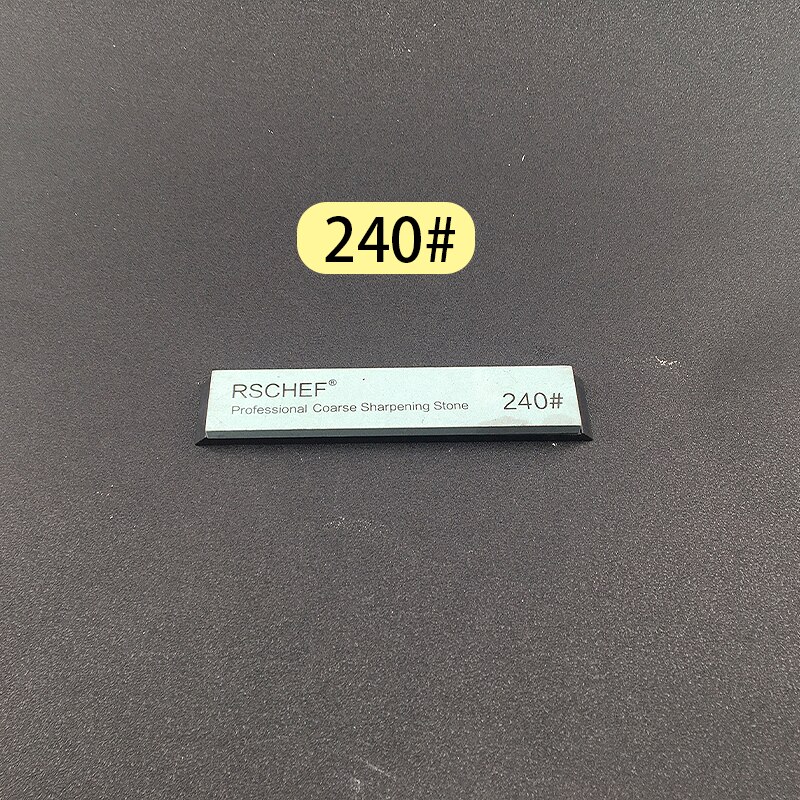 240#
RSCHEF®
Professional Coarse Sharpening Stone 240#